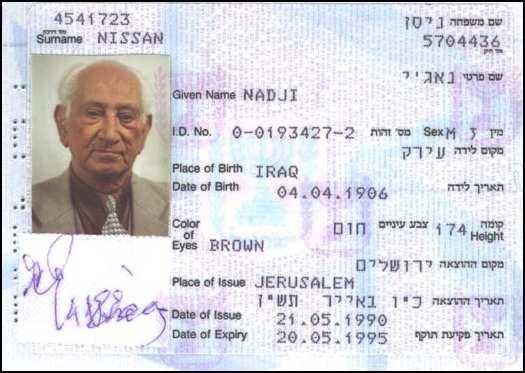 4541723 שם משפחה ניסן
Surname NISSAN 5704436
שם פרטי נאג'י
Given Name NADJI
I.D. No. 0-0193427-2 מס' זהות Sex M ז מין
מקום לידה עירק
Place of Birth IRAQ
Date of Birth 04.04.1906 תאריך לידה
Color of Eyes BROWN חום צבע עיניים 174 קומה Height
מקום ההוצאה ירושלים
Place of Issue JERUSALEM
תאריך ההוצאה כ"ו באייר תש"ן
Date of Issue 21.05.1990
Date of Expiry 20.05.1995 תאריך פקיעת תוקף